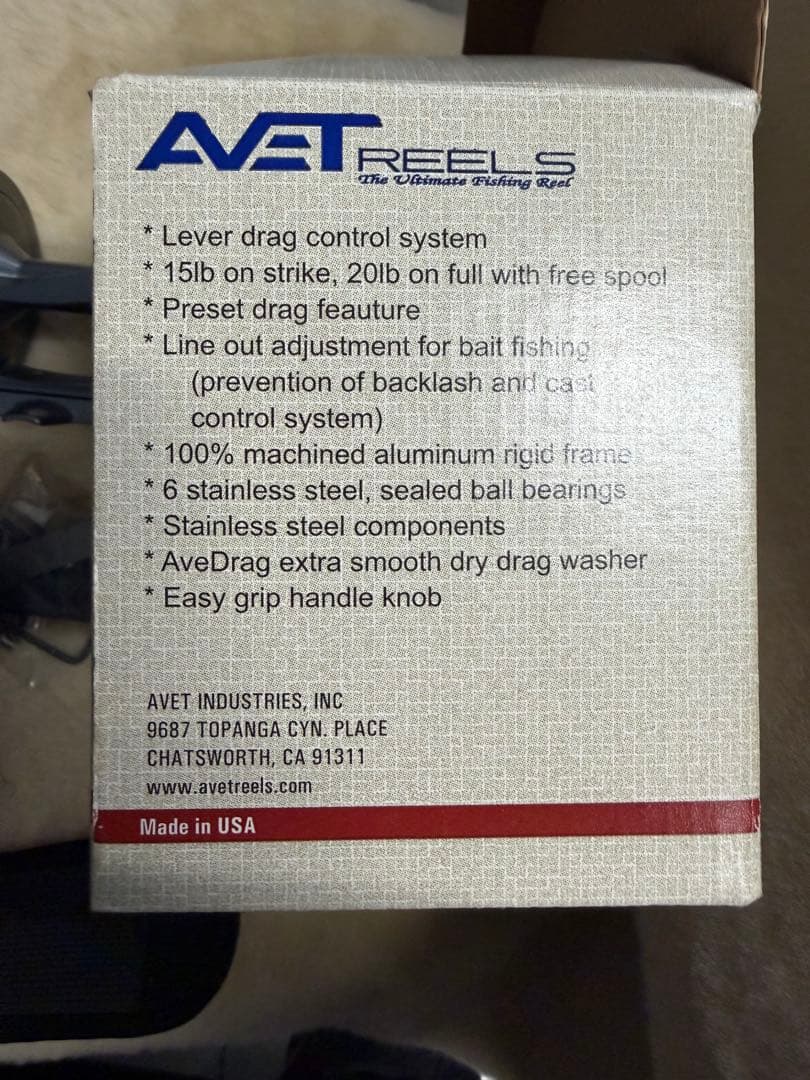 AVET REELS
The Ultimate Fishing Reel
* Lever drag control system
* 15lb on strike, 20lb on full with free spool
* Preset drag feauture
* Line out adjustment for bait fishing
(prevention of backlash and cast
control system)
* 100% machined aluminum rigid frame
* 6 stainless steel, sealed ball bearings
* Stainless steel components
* AveDrag extra smooth dry drag washer
* Easy grip handle knob
AVET INDUSTRIES, INC
9687 TOPANGA CYN. PLACE
CHATSWORTH, CA 91311
www.avetreels.com
Made in USA